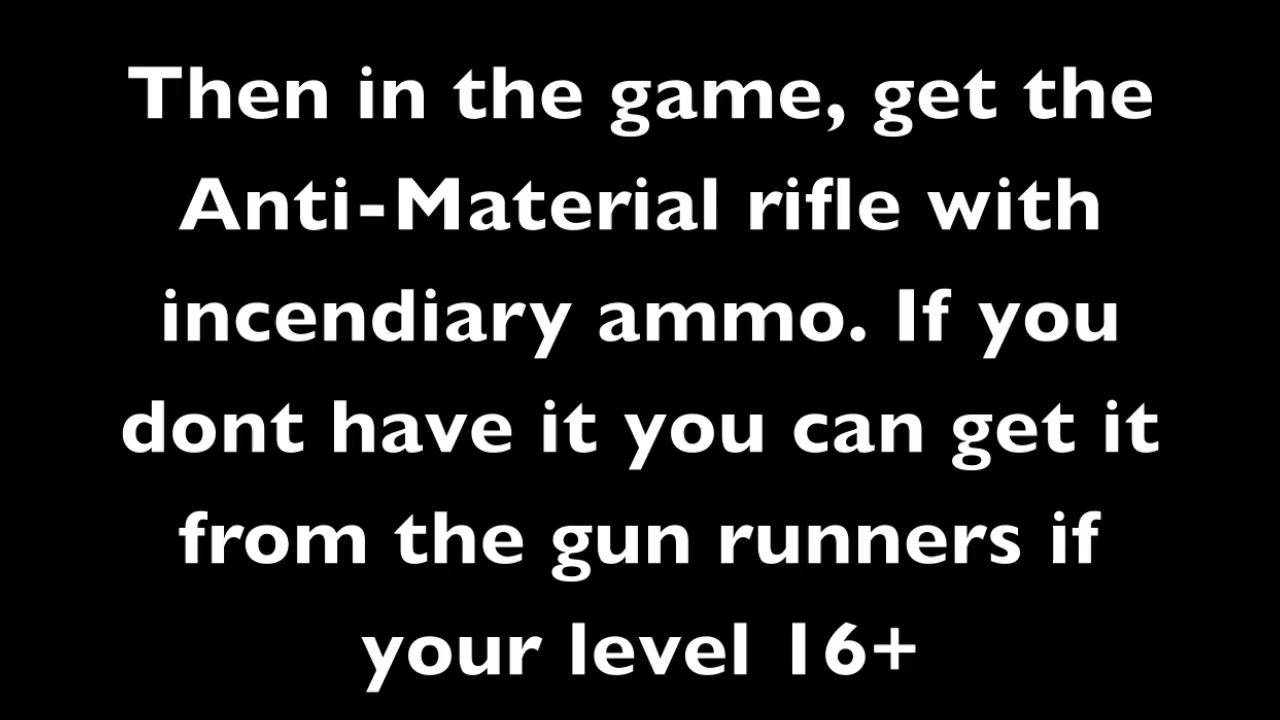 Then in the game, get the
Anti-Material rifle with
incendiary ammo. If you
dont have it you can get it
from the gun runners if
your level 16+